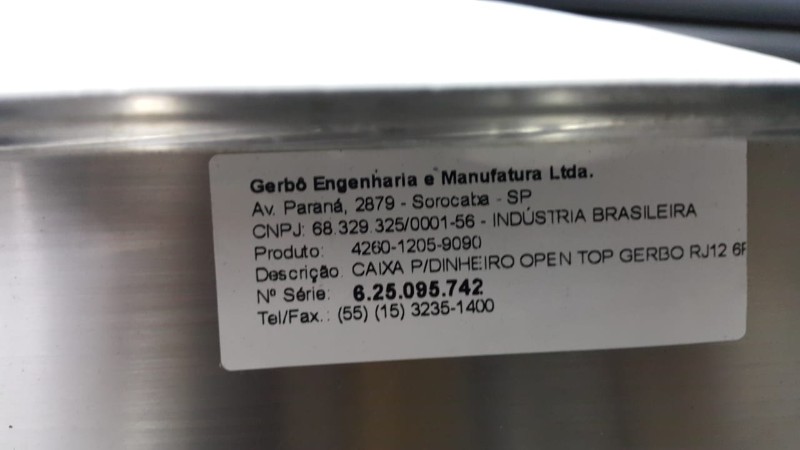 Gerbô Engenharia e Manufatura Ltda.
Av. Paraná, 2879 - Sorocaba - SP
CNPJ: 68.329.325/0001-56 - INDÚSTRIA BRASILEIRA
Produto: 4260-1205-9090
Descrição. CAIXA P/DINHEIRO OPEN TOP GERBO RJ12 6F
Nº Série: 6.25.095.742
Tel/Fax.: (55) (15) 3235-1400